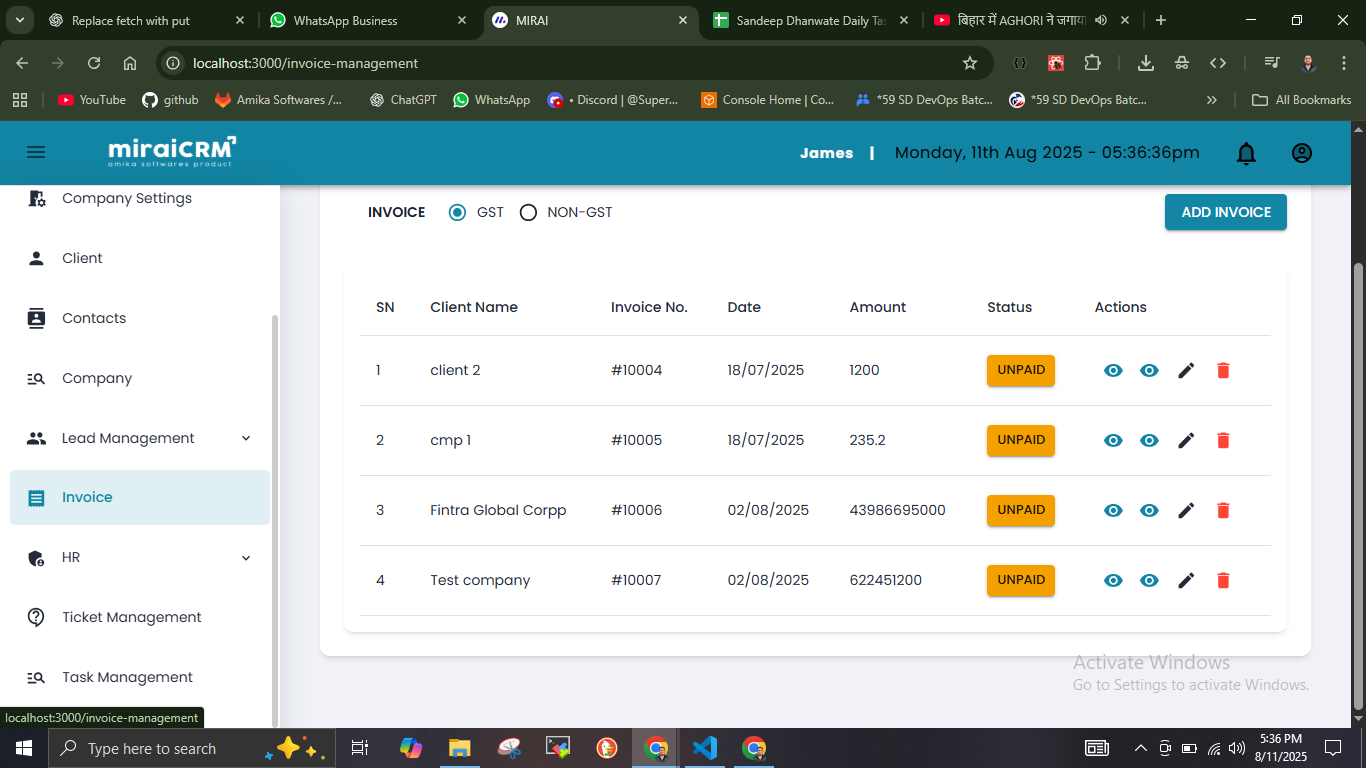 Replace fetch with put
WhatsApp Business
MIRAI
Sandeep Dhanwate Daily Tas
बिहार में AGHORI ने जगाया
localhost:3000/invoice-management
YouTube
github
Amika Softwares /...
ChatGPT
WhatsApp
• Discord | @Super...
Console Home | Co...
*59 SD DevOps Batc...
*59 SD DevOps Batc...
All Bookmarks
miraiCRM
amika softwares product
James | Monday, 11th Aug 2025 - 05:36:36pm
Company Settings
Client
Contacts
Company
Lead Management
Invoice
HR
Ticket Management
Task Management
INVOICE GST NON-GST
ADD INVOICE
SN Client Name Invoice No. Date Amount Status Actions
1 client 2 #10004 18/07/2025 1200 UNPAID
2 cmp 1 #10005 18/07/2025 235.2 UNPAID
3 Fintra Global Corpp #10006 02/08/2025 43986695000 UNPAID
4 Test company #10007 02/08/2025 622451200 UNPAID
Activate Windows
Go to Settings to activate Windows.
localhost:3000/invoice-management
Type here to search
5:36 PM
8/11/2025